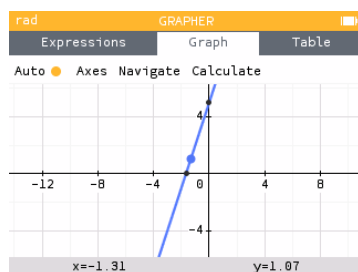 rad GRAPHER
Expressions Graph Table
Auto Axes Navigate Calculate
4
-12 -8 -4 0 4 8
-4
x=-1.31 y=1.07